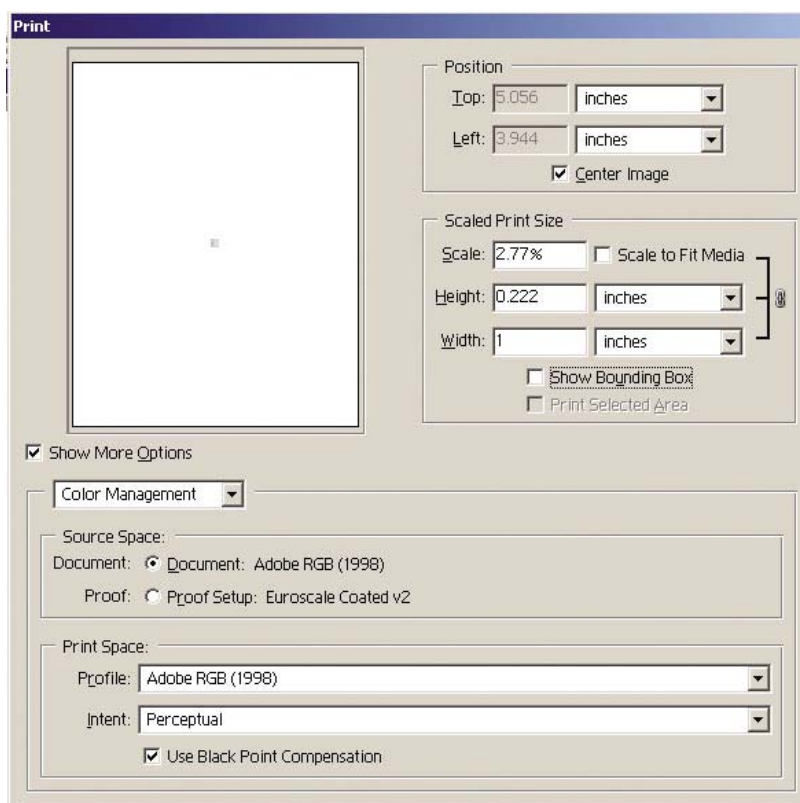 Print
Position
Top: 5.056 inches
Left: 3.944 inches
Center Image
Scaled Print Size
Scale: 2.77% Scale to Fit Media
Height: 0.222 inches
Width: 1 inches
Show Bounding Box
Print Selected Area
Show More Options
Color Management
Source Space:
Document: Document: Adobe RGB (1998)
Proof: Proof Setup: Euroscale Coated v2
Print Space:
Profile: Adobe RGB (1998)
Intent: Perceptual
Use Black Point Compensation